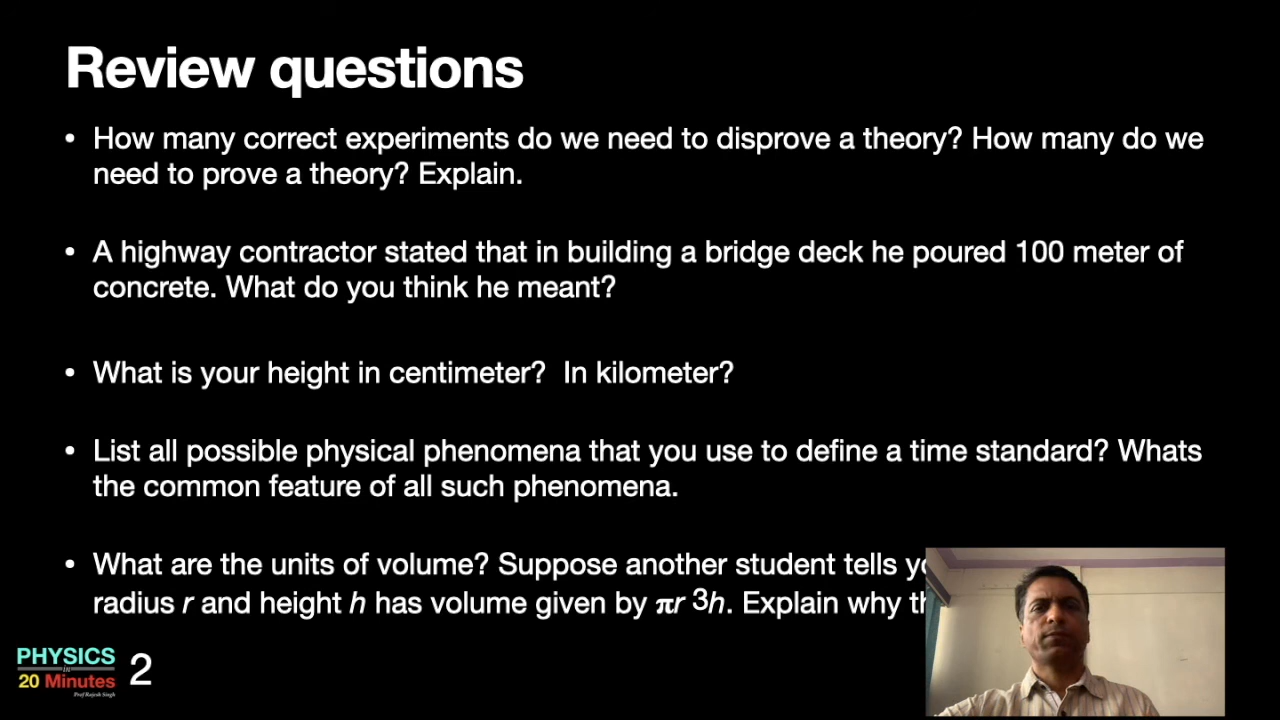 Review questions
• How many correct experiments do we need to disprove a theory? How many do we
need to prove a theory? Explain.
• A highway contractor stated that in building a bridge deck he poured 100 meter of
concrete. What do you think he meant?
• What is your height in centimeter?  In kilometer?
• List all possible physical phenomena that you use to define a time standard? Whats
the common feature of all such phenomena.
• What are the units of volume? Suppose another student tells
radius r and height h has volume given by πr ³h. Explain why
PHYSICS
in
20 Minutes
Prof Rajesh Singh
2